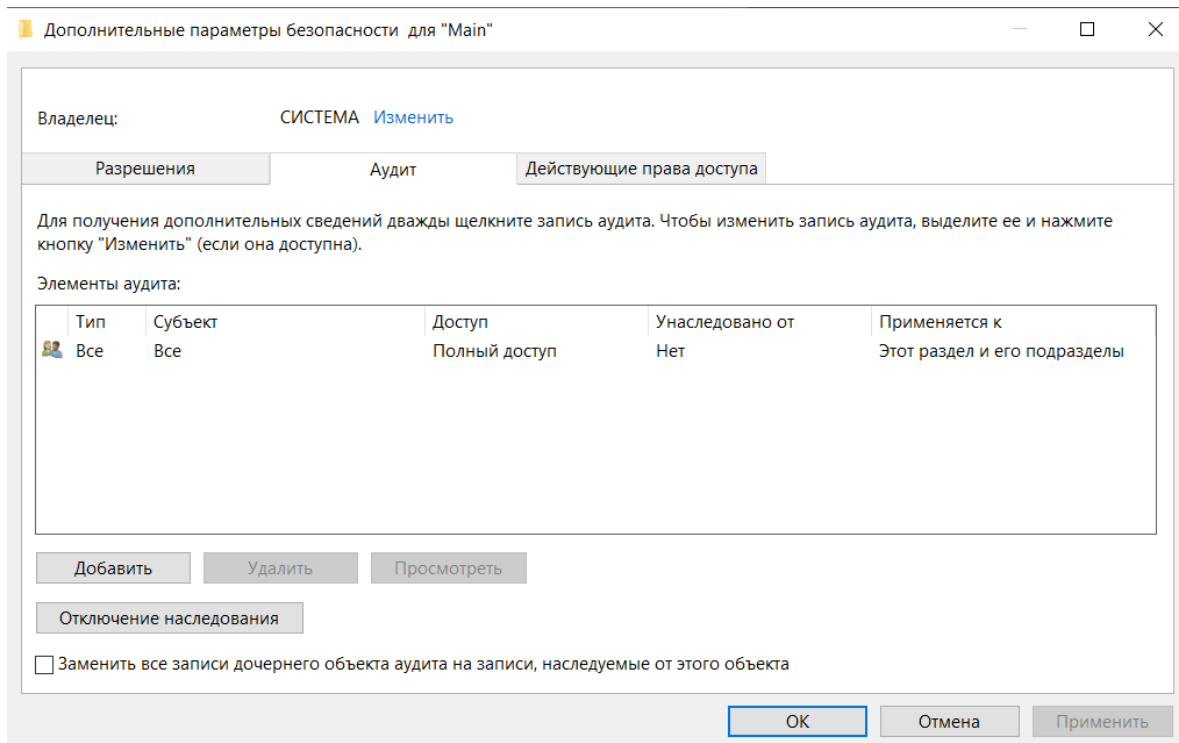 Дополнительные параметры безопасности для "Main"
Владелец: СИСТЕМА Изменить
Разрешения Аудит Действующие права доступа
Для получения дополнительных сведений дважды щелкните запись аудита. Чтобы изменить запись аудита, выделите ее и нажмите
кнопку "Изменить" (если она доступна).
Элементы аудита:
Тип Субъект Доступ Унаследовано от Применяется к
Все Все Полный доступ Нет Этот раздел и его подразделы
Добавить Удалить Просмотреть
Отключение наследования
Заменить все записи дочернего объекта аудита на записи, наследуемые от этого объекта
ОК Отмена Применить